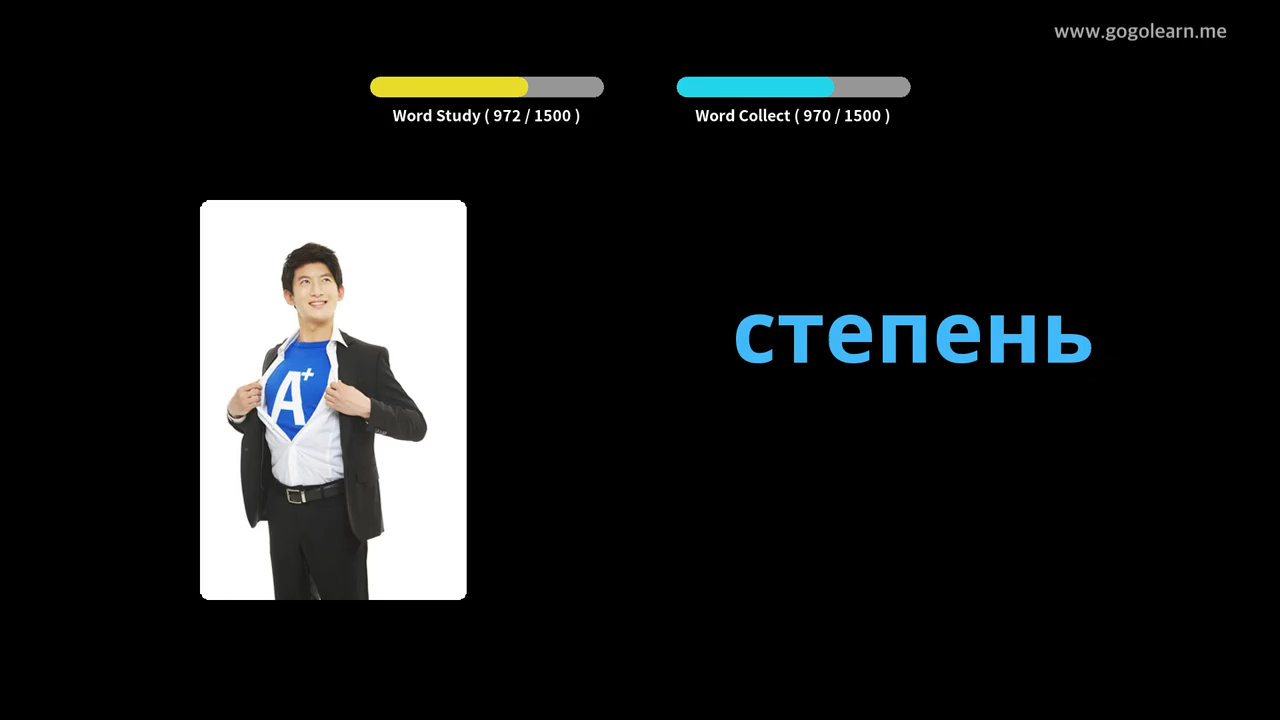 www.gogolearn.me
Word Study ( 972 / 1500 )
Word Collect ( 970 / 1500 )
A+
степень